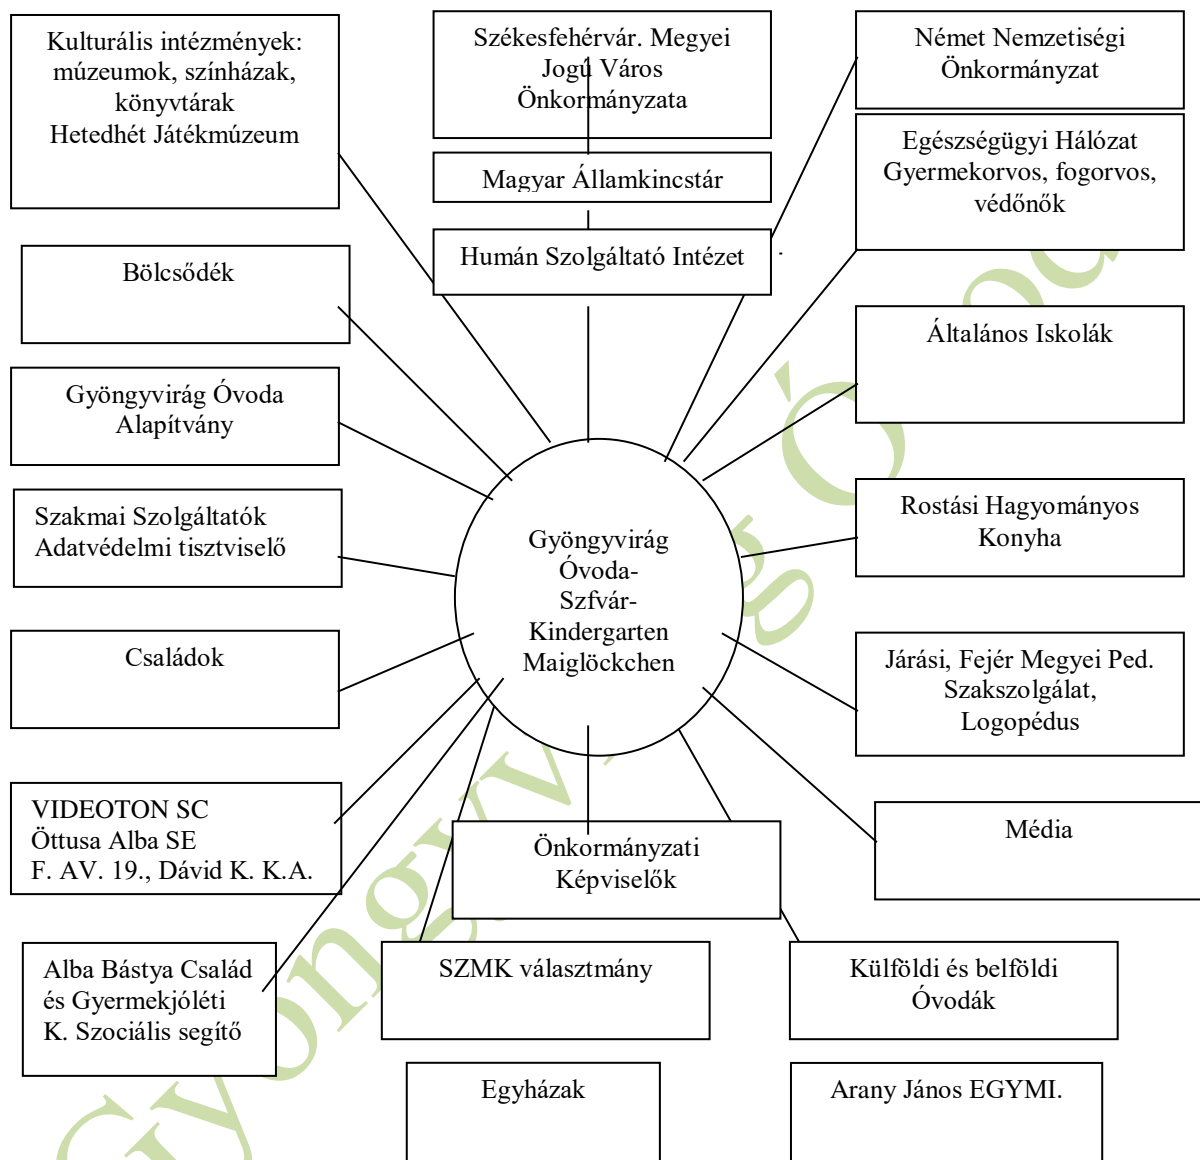 Kulturális intézmények:
múzeumok, színházak,
könyvtárak
Hetedhét Játékmúzeum
Székesfehérvár. Megyei
Jogú Város
Önkormányzata
Német Nemzetiségi
Önkormányzat
Magyar Államkincstár
Egészségügyi Hálózat
Gyermekorvos, fogorvos,
védőnők
Humán Szolgáltató Intézet
Bölcsődék
Általános Iskolák
Gyöngyvirág Óvoda
Alapítvány
Szakmai Szolgáltatók
Adatvédelmi tisztviselő
Rostási Hagyományos
Konyha
Gyöngyvirág
Óvoda-
Szfvár-
Kindergarten
Maiglöckchen
Családok
Járási, Fejér Megyei Ped.
Szakszolgálat,
Logopédus
VIDEOTON SC
Öttusa Alba SE
F. AV. 19., Dávid K. K.A.
Önkormányzati
Képviselők
Média
Alba Bástya Család
és Gyermekjóléti
K. Szociális segítő
SZMK választmány
Külföldi és belföldi
Óvodák
Egyházak
Arany János EGYMI.